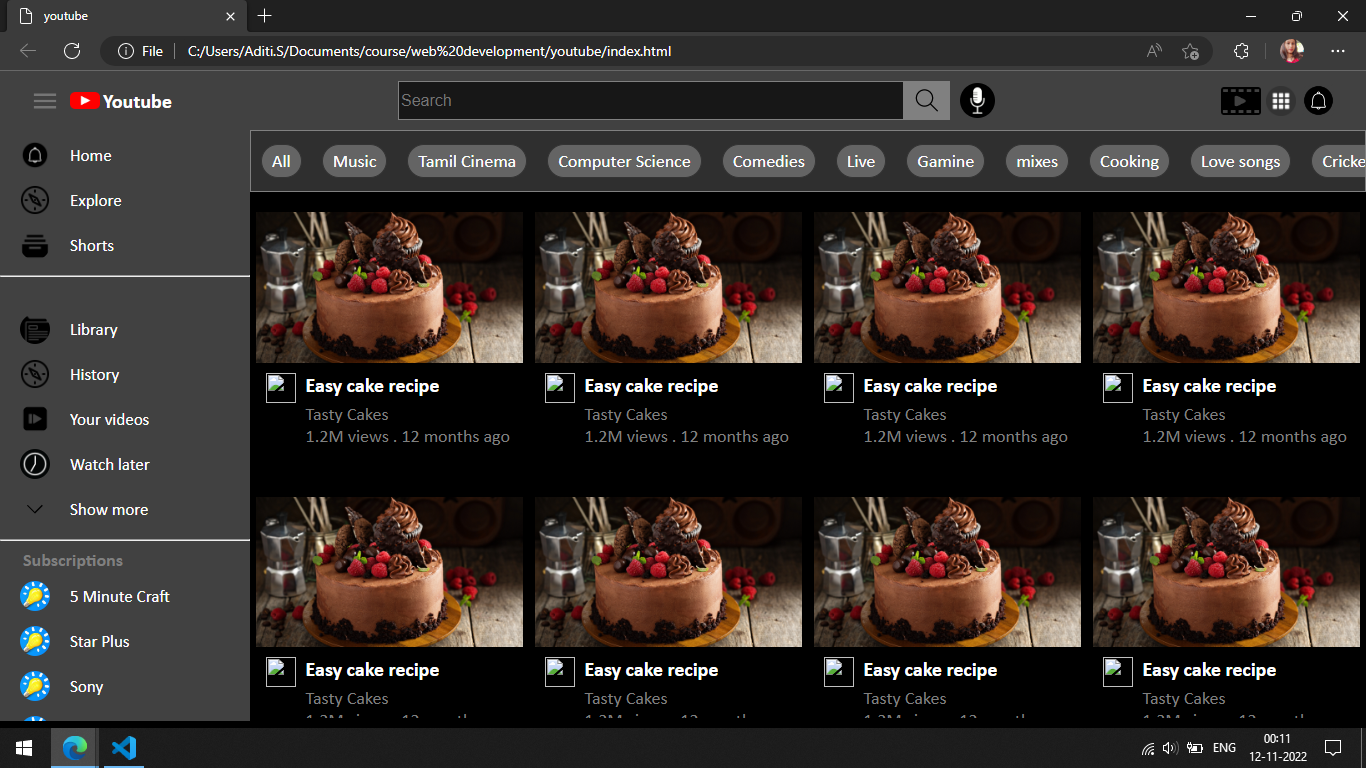 youtube
File
C:/Users/Aditi.S/Documents/course/web%20development/youtube/index.html
Youtube
Search
Home
Explore
Shorts
Library
History
Your videos
Watch later
Show more
Subscriptions
5 Minute Craft
Star Plus
Sony
All Music Tamil Cinema Computer Science Comedies Live Gamine mixes Cooking Love songs Cricke
Easy cake recipe Easy cake recipe Easy cake recipe Easy cake recipe
Tasty Cakes Tasty Cakes Tasty Cakes Tasty Cakes
1.2M views . 12 months ago 1.2M views . 12 months ago 1.2M views . 12 months ago 1.2M views . 12 months ago
Easy cake recipe Easy cake recipe Easy cake recipe Easy cake recipe
Tasty Cakes Tasty Cakes Tasty Cakes Tasty Cakes
ENG
00:11
12-11-2022